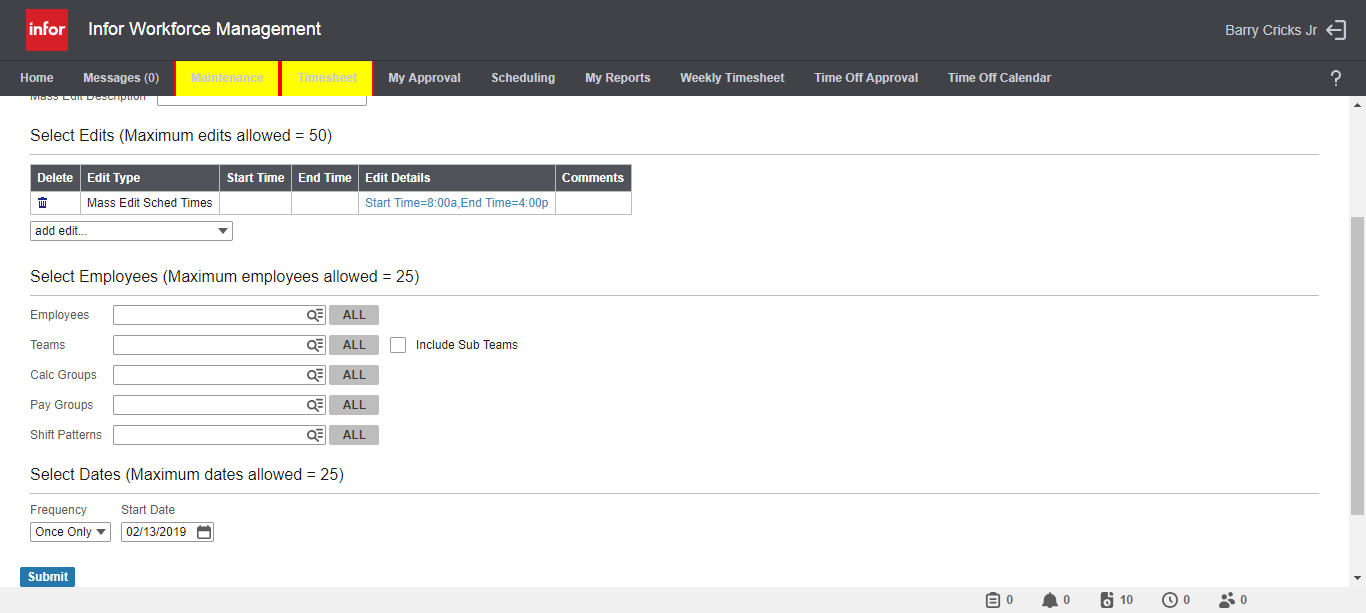 infor Infor Workforce Management Barry Cricks Jr
Home Messages (0) Maintenance Timesheet My Approval Scheduling My Reports Weekly Timesheet Time Off Approval Time Off Calendar ?
Mass Edit Description
Select Edits (Maximum edits allowed = 50)
Delete Edit Type Start Time End Time Edit Details Comments
Mass Edit Sched Times Start Time=8:00a,End Time=4:00p
add edit...
Select Employees (Maximum employees allowed = 25)
Employees ALL
Teams ALL Include Sub Teams
Calc Groups ALL
Pay Groups ALL
Shift Patterns ALL
Select Dates (Maximum dates allowed = 25)
Frequency Start Date
Once Only 02/13/2019
Submit
0 0 10 0 0